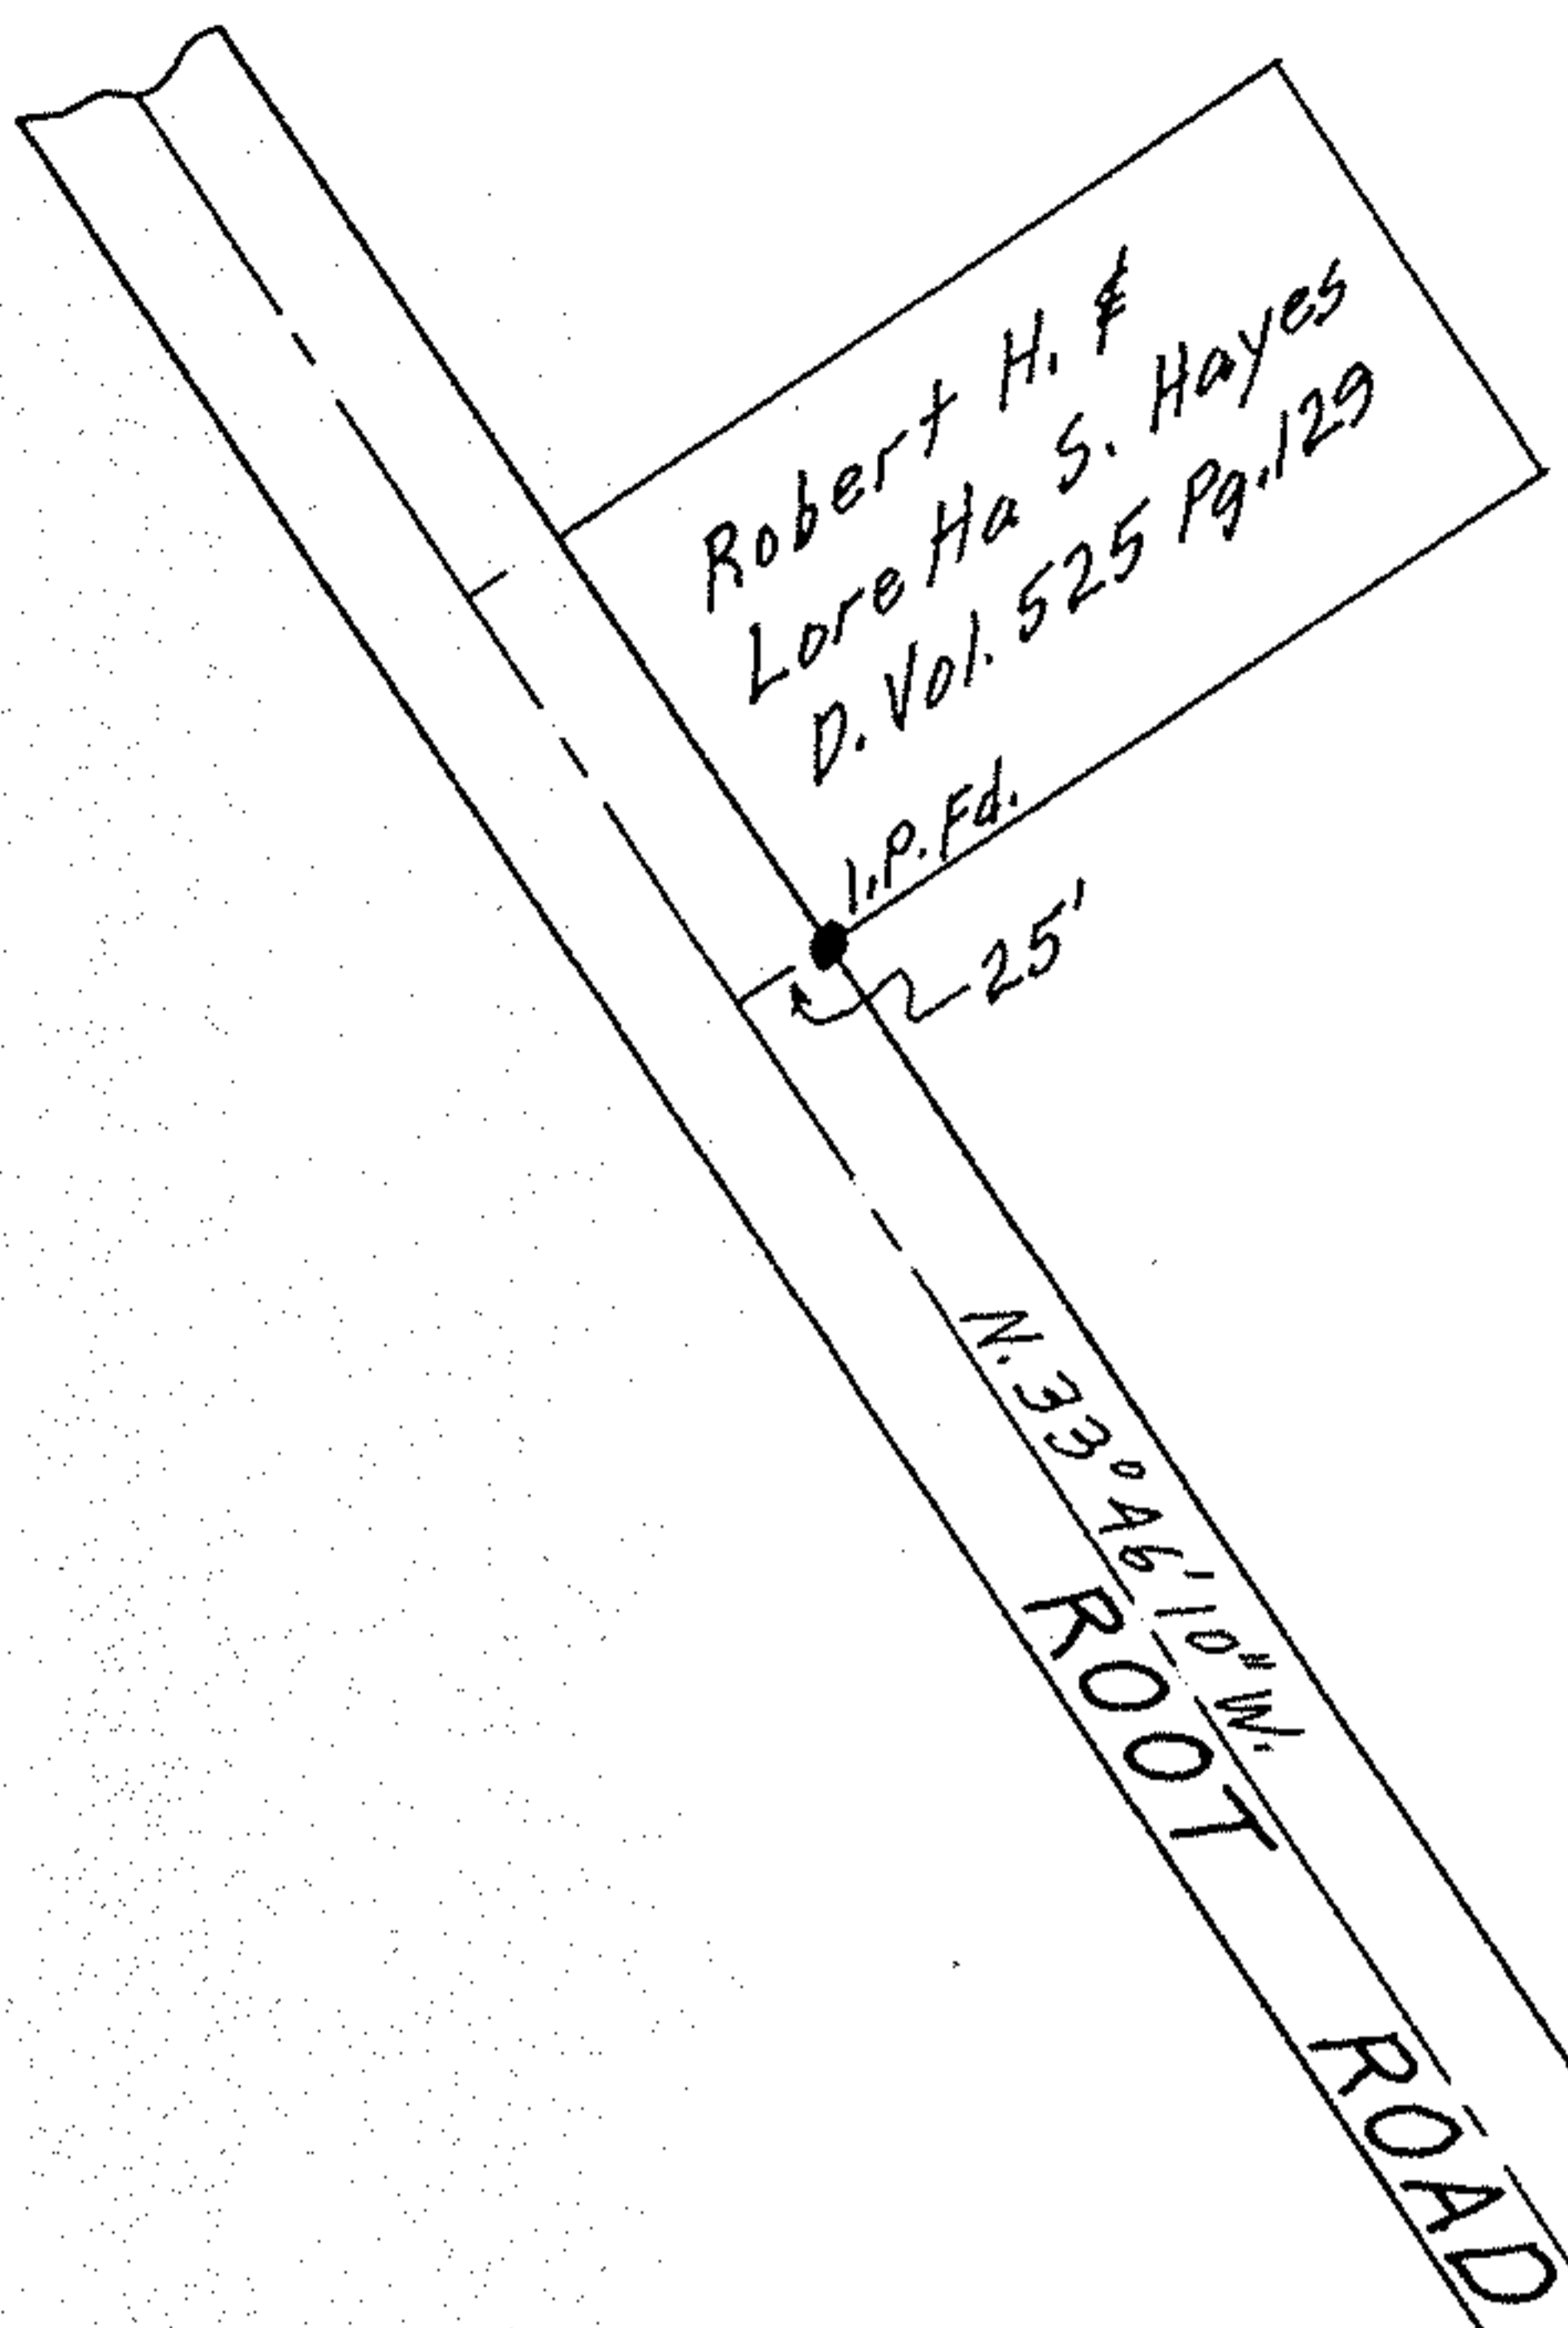 Robert H. &
Loretta S. Hayes
D. Vol. 525 Pg. 129
I.P. Fd.
25'
N. 33° 46' 10" W.
ROOT ROAD